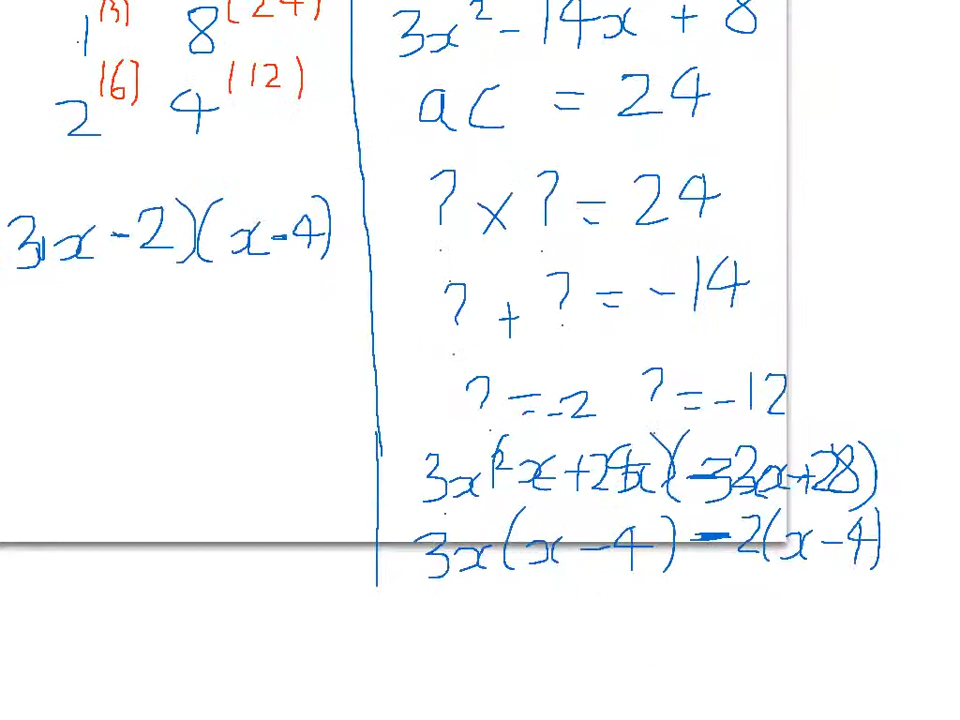 1 (3) 8 (24)
2 (6) 4 (12)
3x - 2)(x - 4)
3x² - 14x + 8
ac = 24
? × ? = 24
? + ? = -14
? = -2 ? = -12
3x(x - 4) - 2(x - 4)